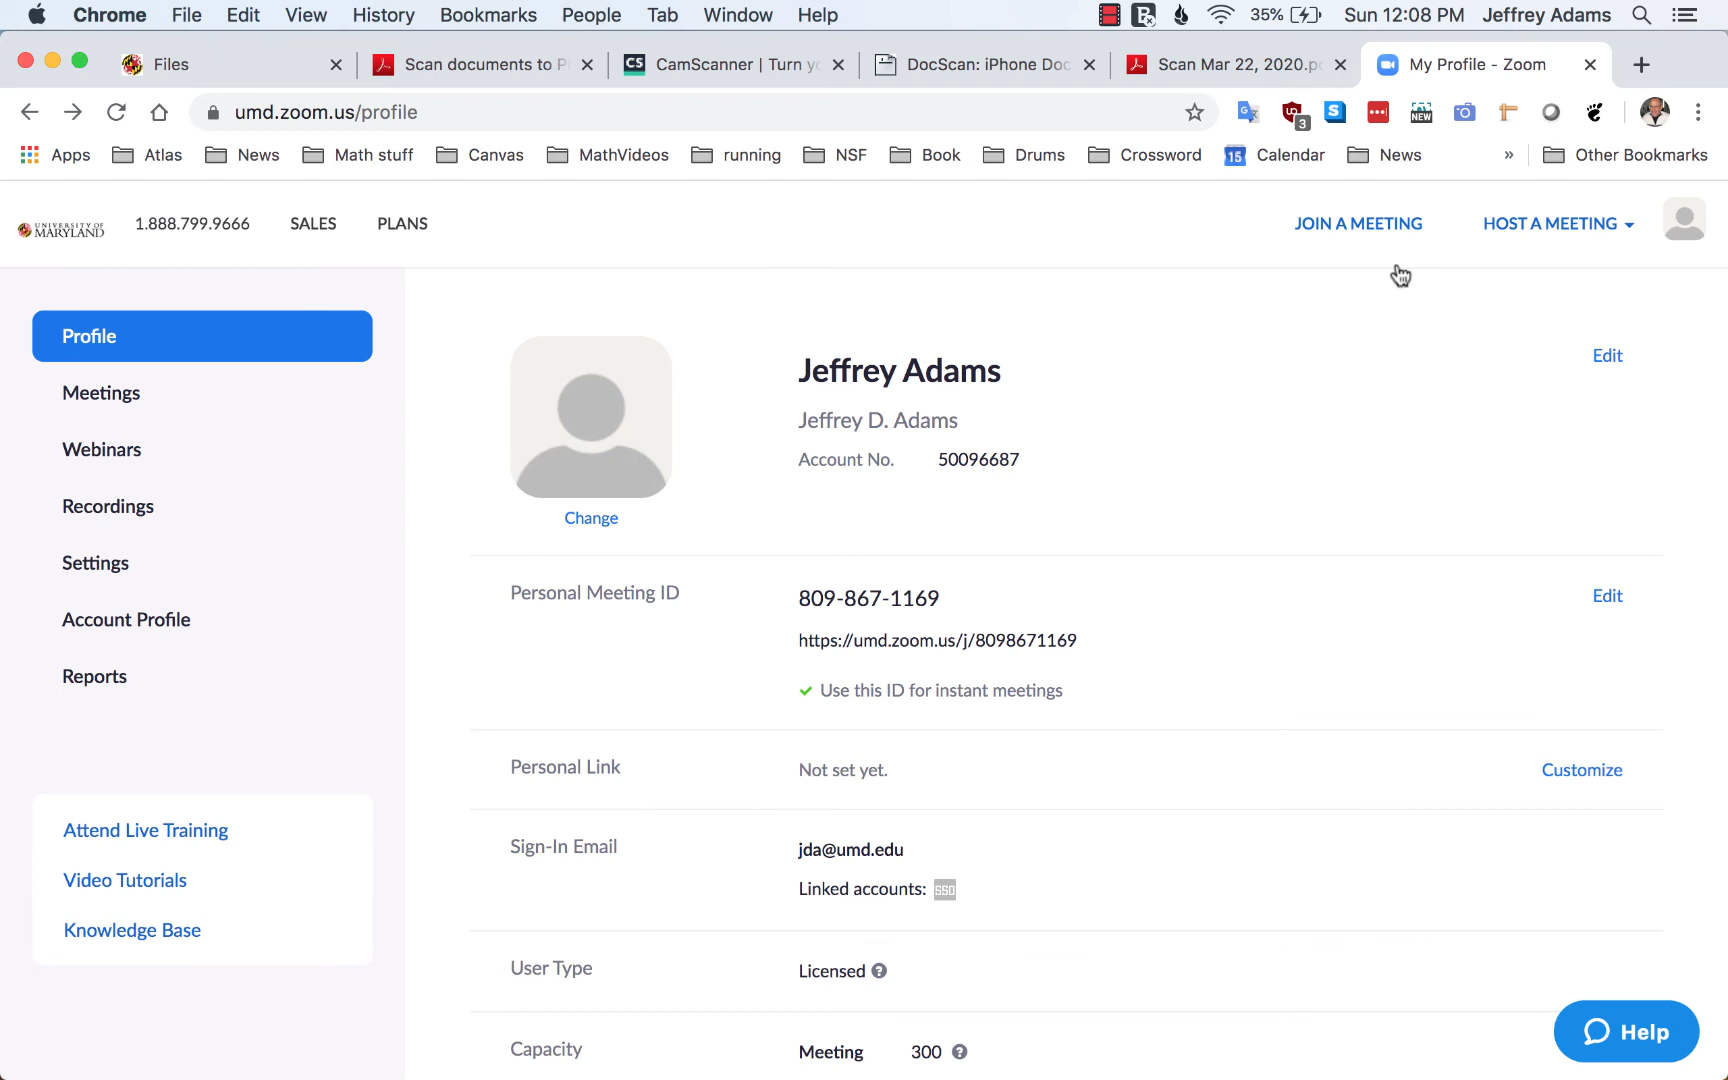 Chrome File Edit View History Bookmarks People Tab Window Help 35% Sun 12:08 PM Jeffrey Adams
Files Scan documents to P CamScanner | Turn yo DocScan: iPhone Doc Scan Mar 22, 2020.p My Profile - Zoom
umd.zoom.us/profile 3 NEW
Apps Atlas News Math stuff Canvas MathVideos running NSF Book Drums Crossword 15 Calendar News » Other Bookmarks
UNIVERSITY OF
MARYLAND 1.888.799.9666 SALES PLANS JOIN A MEETING HOST A MEETING
Profile
Meetings
Webinars
Recordings
Settings
Account Profile
Reports
Attend Live Training
Video Tutorials
Knowledge Base
Change
Jeffrey Adams Edit
Jeffrey D. Adams
Account No. 50096687
Personal Meeting ID 809-867-1169 Edit
https://umd.zoom.us/j/8098671169
Use this ID for instant meetings
Personal Link Not set yet. Customize
Sign-In Email jda@umd.edu
Linked accounts: SSO
User Type Licensed
Capacity Meeting 300
Help